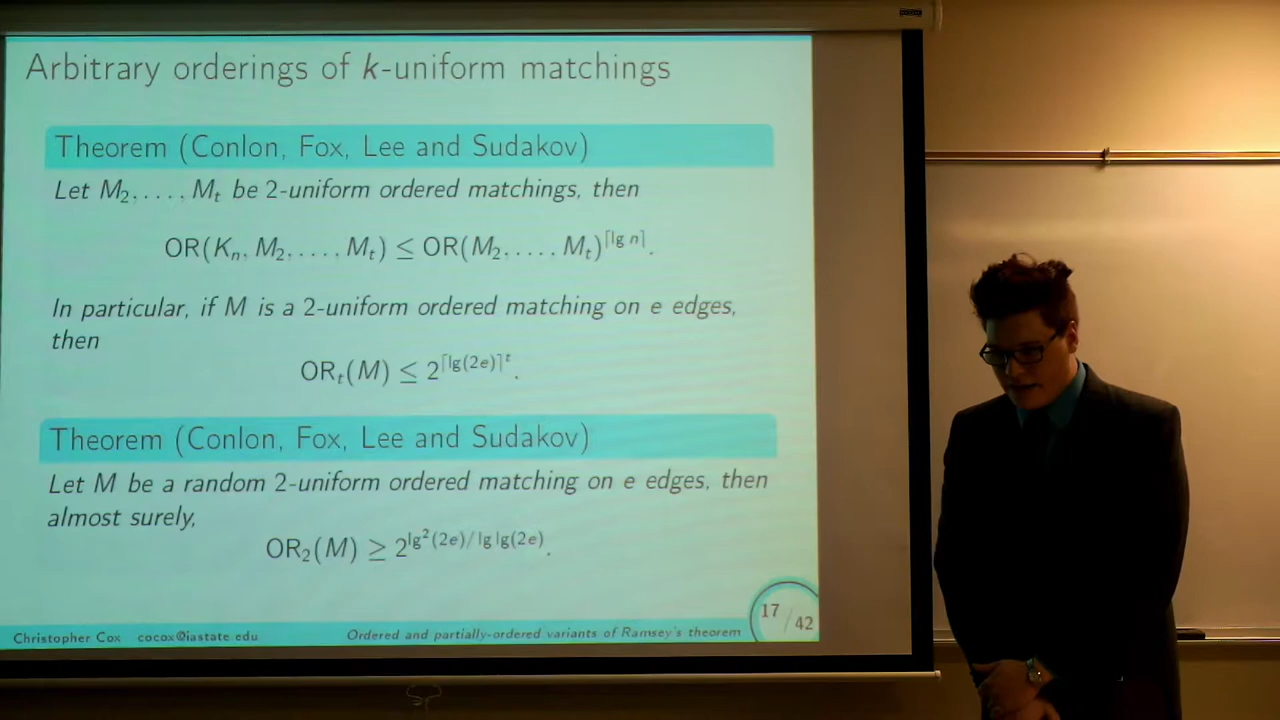 Arbitrary orderings of k-uniform matchings
Theorem (Conlon, Fox, Lee and Sudakov)
Let M₂, . . . , Mₜ be 2-uniform ordered matchings, then
OR(Kₙ, M₂, . . . , Mₜ) ≤ OR(M₂, . . . , Mₜ)^⌈lg n⌉.
In particular, if M is a 2-uniform ordered matching on e edges,
then
ORₜ(M) ≤ 2^⌈lg(2e)⌉^t.
Theorem (Conlon, Fox, Lee and Sudakov)
Let M be a random 2-uniform ordered matching on e edges, then
almost surely,
OR₂(M) ≥ 2^lg²(2e)/ lg lg(2e).
Christopher Cox cocox@iastate.edu Ordered and partially-ordered variants of Ramsey's theorem 17 / 42